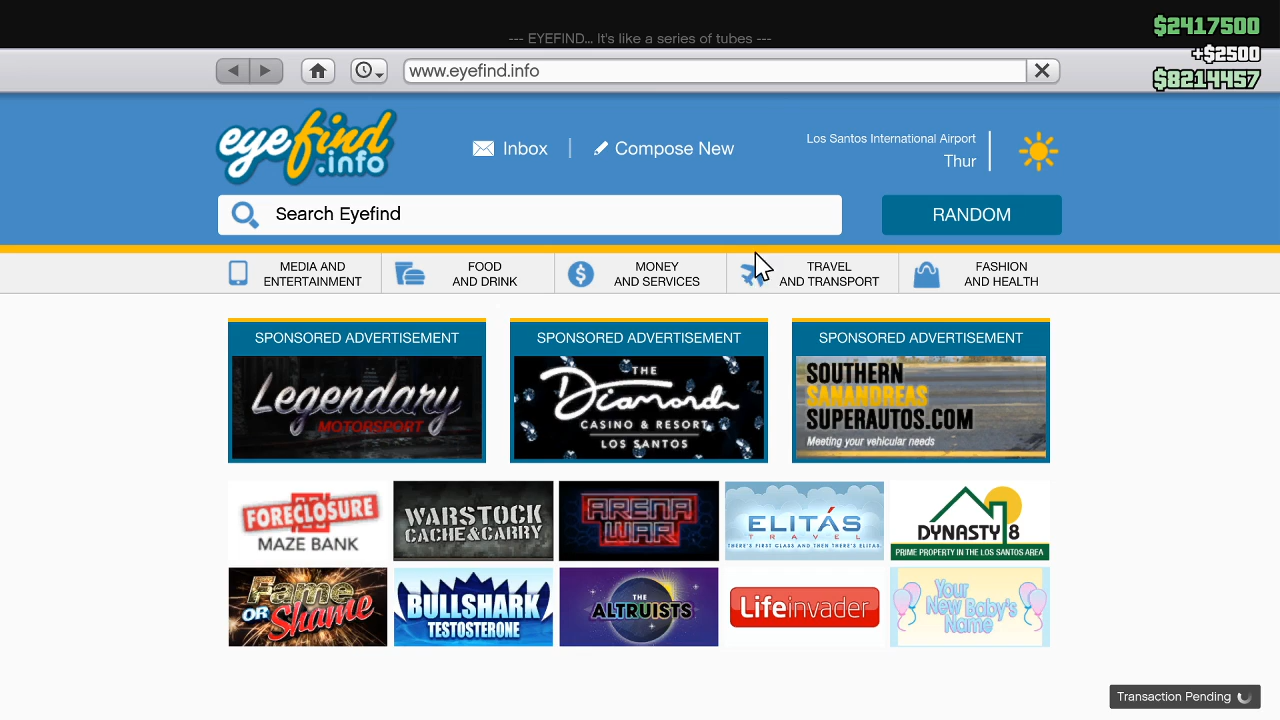 $2417500
--- EYEFIND... It's like a series of tubes ---
+$2500
www.eyefind.info
$8214457
eyefind
.info
Inbox
Compose New
Los Santos International Airport
Thur
Search Eyefind
RANDOM
MEDIA AND
ENTERTAINMENT
FOOD
AND DRINK
MONEY
AND SERVICES
TRAVEL
AND TRANSPORT
FASHION
AND HEALTH
SPONSORED ADVERTISEMENT
Legendary
MOTORSPORT
SPONSORED ADVERTISEMENT
THE
Diamond
CASINO & RESORT
LOS SANTOS
SPONSORED ADVERTISEMENT
SOUTHERN
SANANDREAS
SUPERAUTOS.COM
Meeting your vehicular needs
FORECLOSURE
MAZE BANK
WARSTOCK
CACHE&CARRY
ARENA
WAR
ELITÁS
TRAVEL
THERE'S FIRST CLASS AND THEN THERE'S ELITAS.
DYNASTY 8
PRIME PROPERTY IN THE LOS SANTOS AREA
Fame
OR Shame
BULLSHARK
TESTOSTERONE
THE
ALTRUISTS
Lifeinvader
Your
New Baby's
Name
Transaction Pending